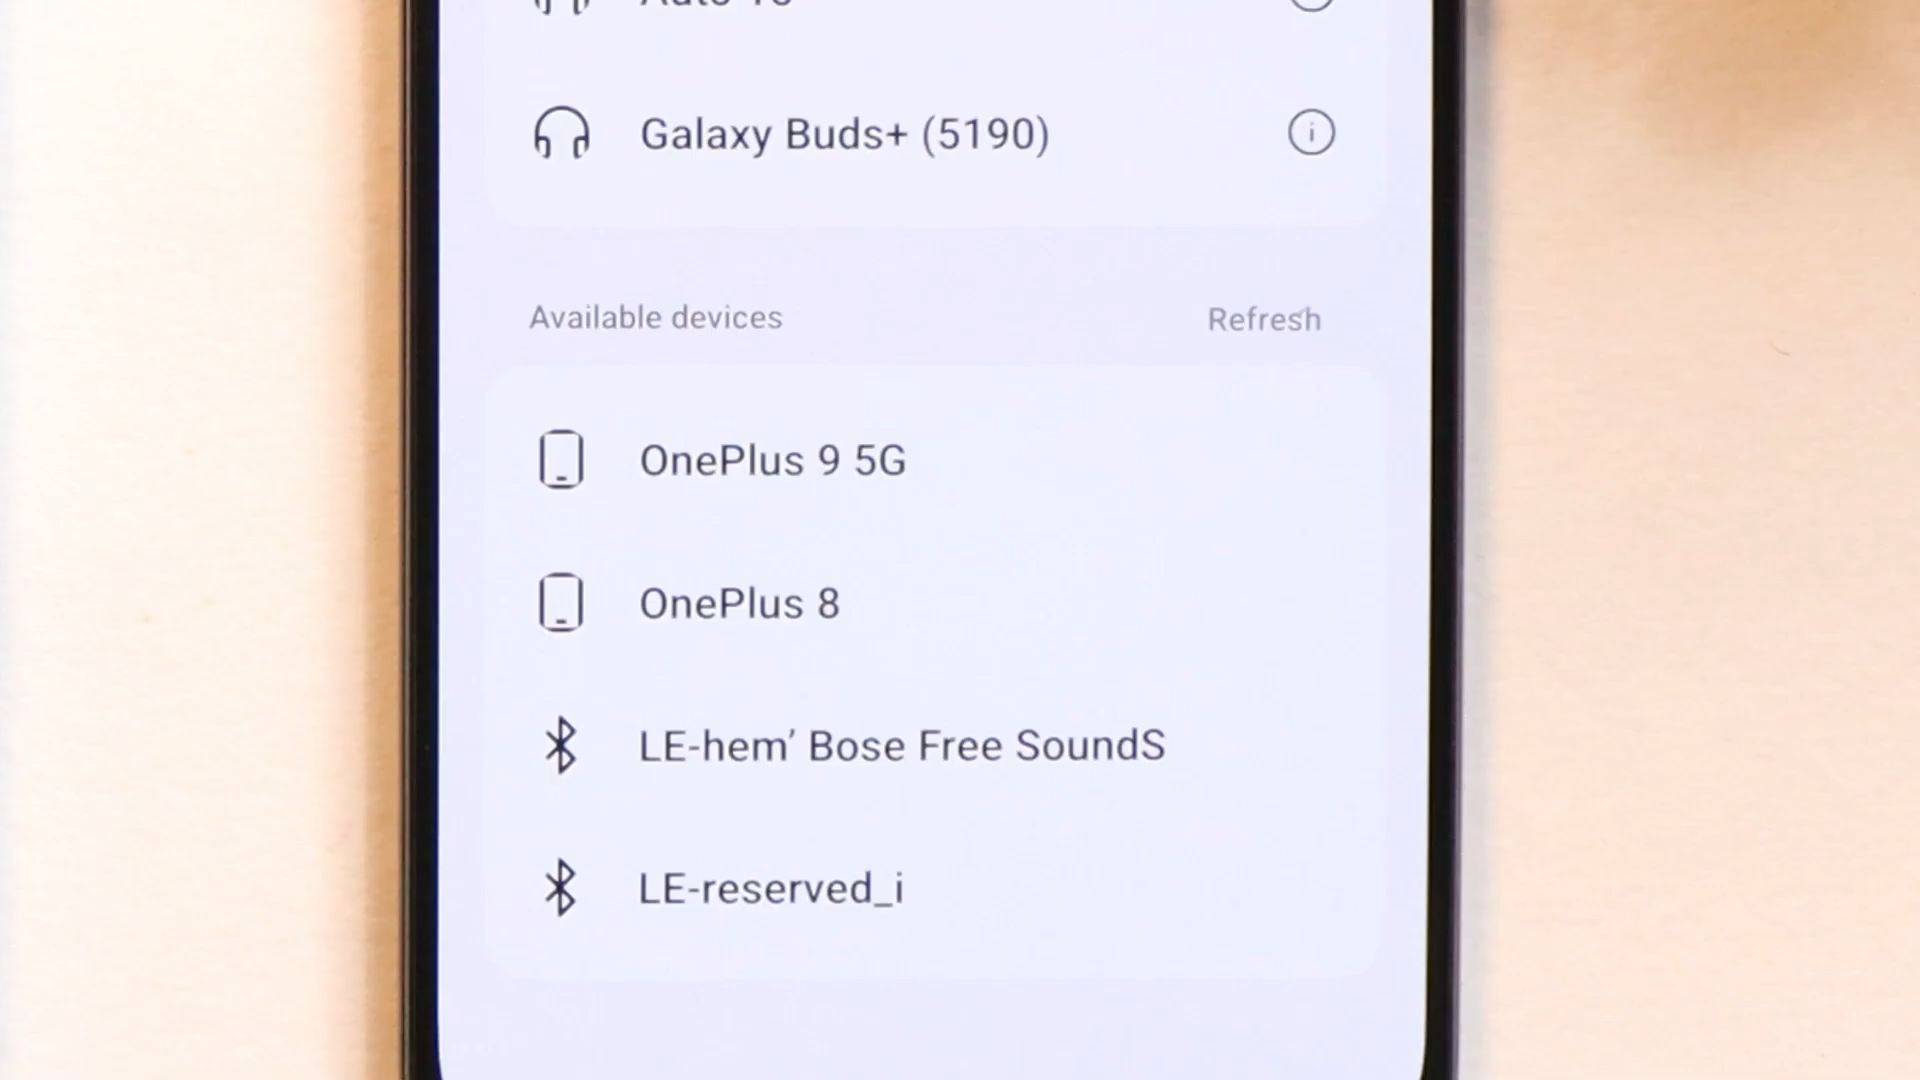 Galaxy Buds+ (5190)
Available devices
Refresh
OnePlus 9 5G
OnePlus 8
LE-hem’ Bose Free SoundS
LE-reserved_i